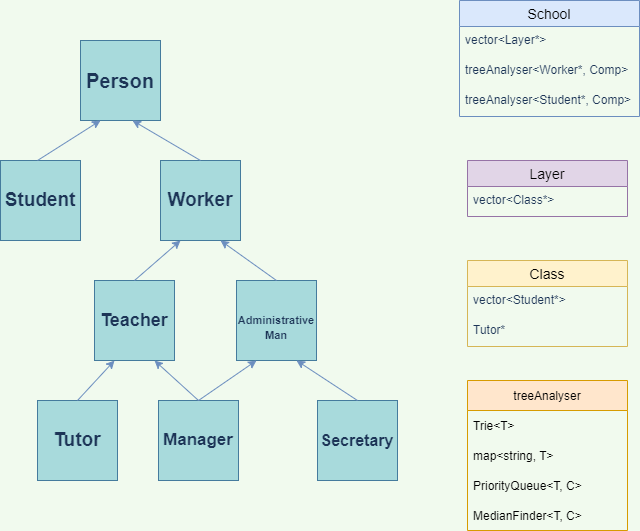 Person
Student
Worker
Teacher
Administrative
Man
Tutor
Manager
Secretary
School
vector<Layer*>
treeAnalyser<Worker*, Comp>
treeAnalyser<Student*, Comp>
Layer
vector<Class*>
Class
vector<Student*>
Tutor*
treeAnalyser
Trie<T>
map<string, T>
PriorityQueue<T, C>
MedianFinder<T, C>